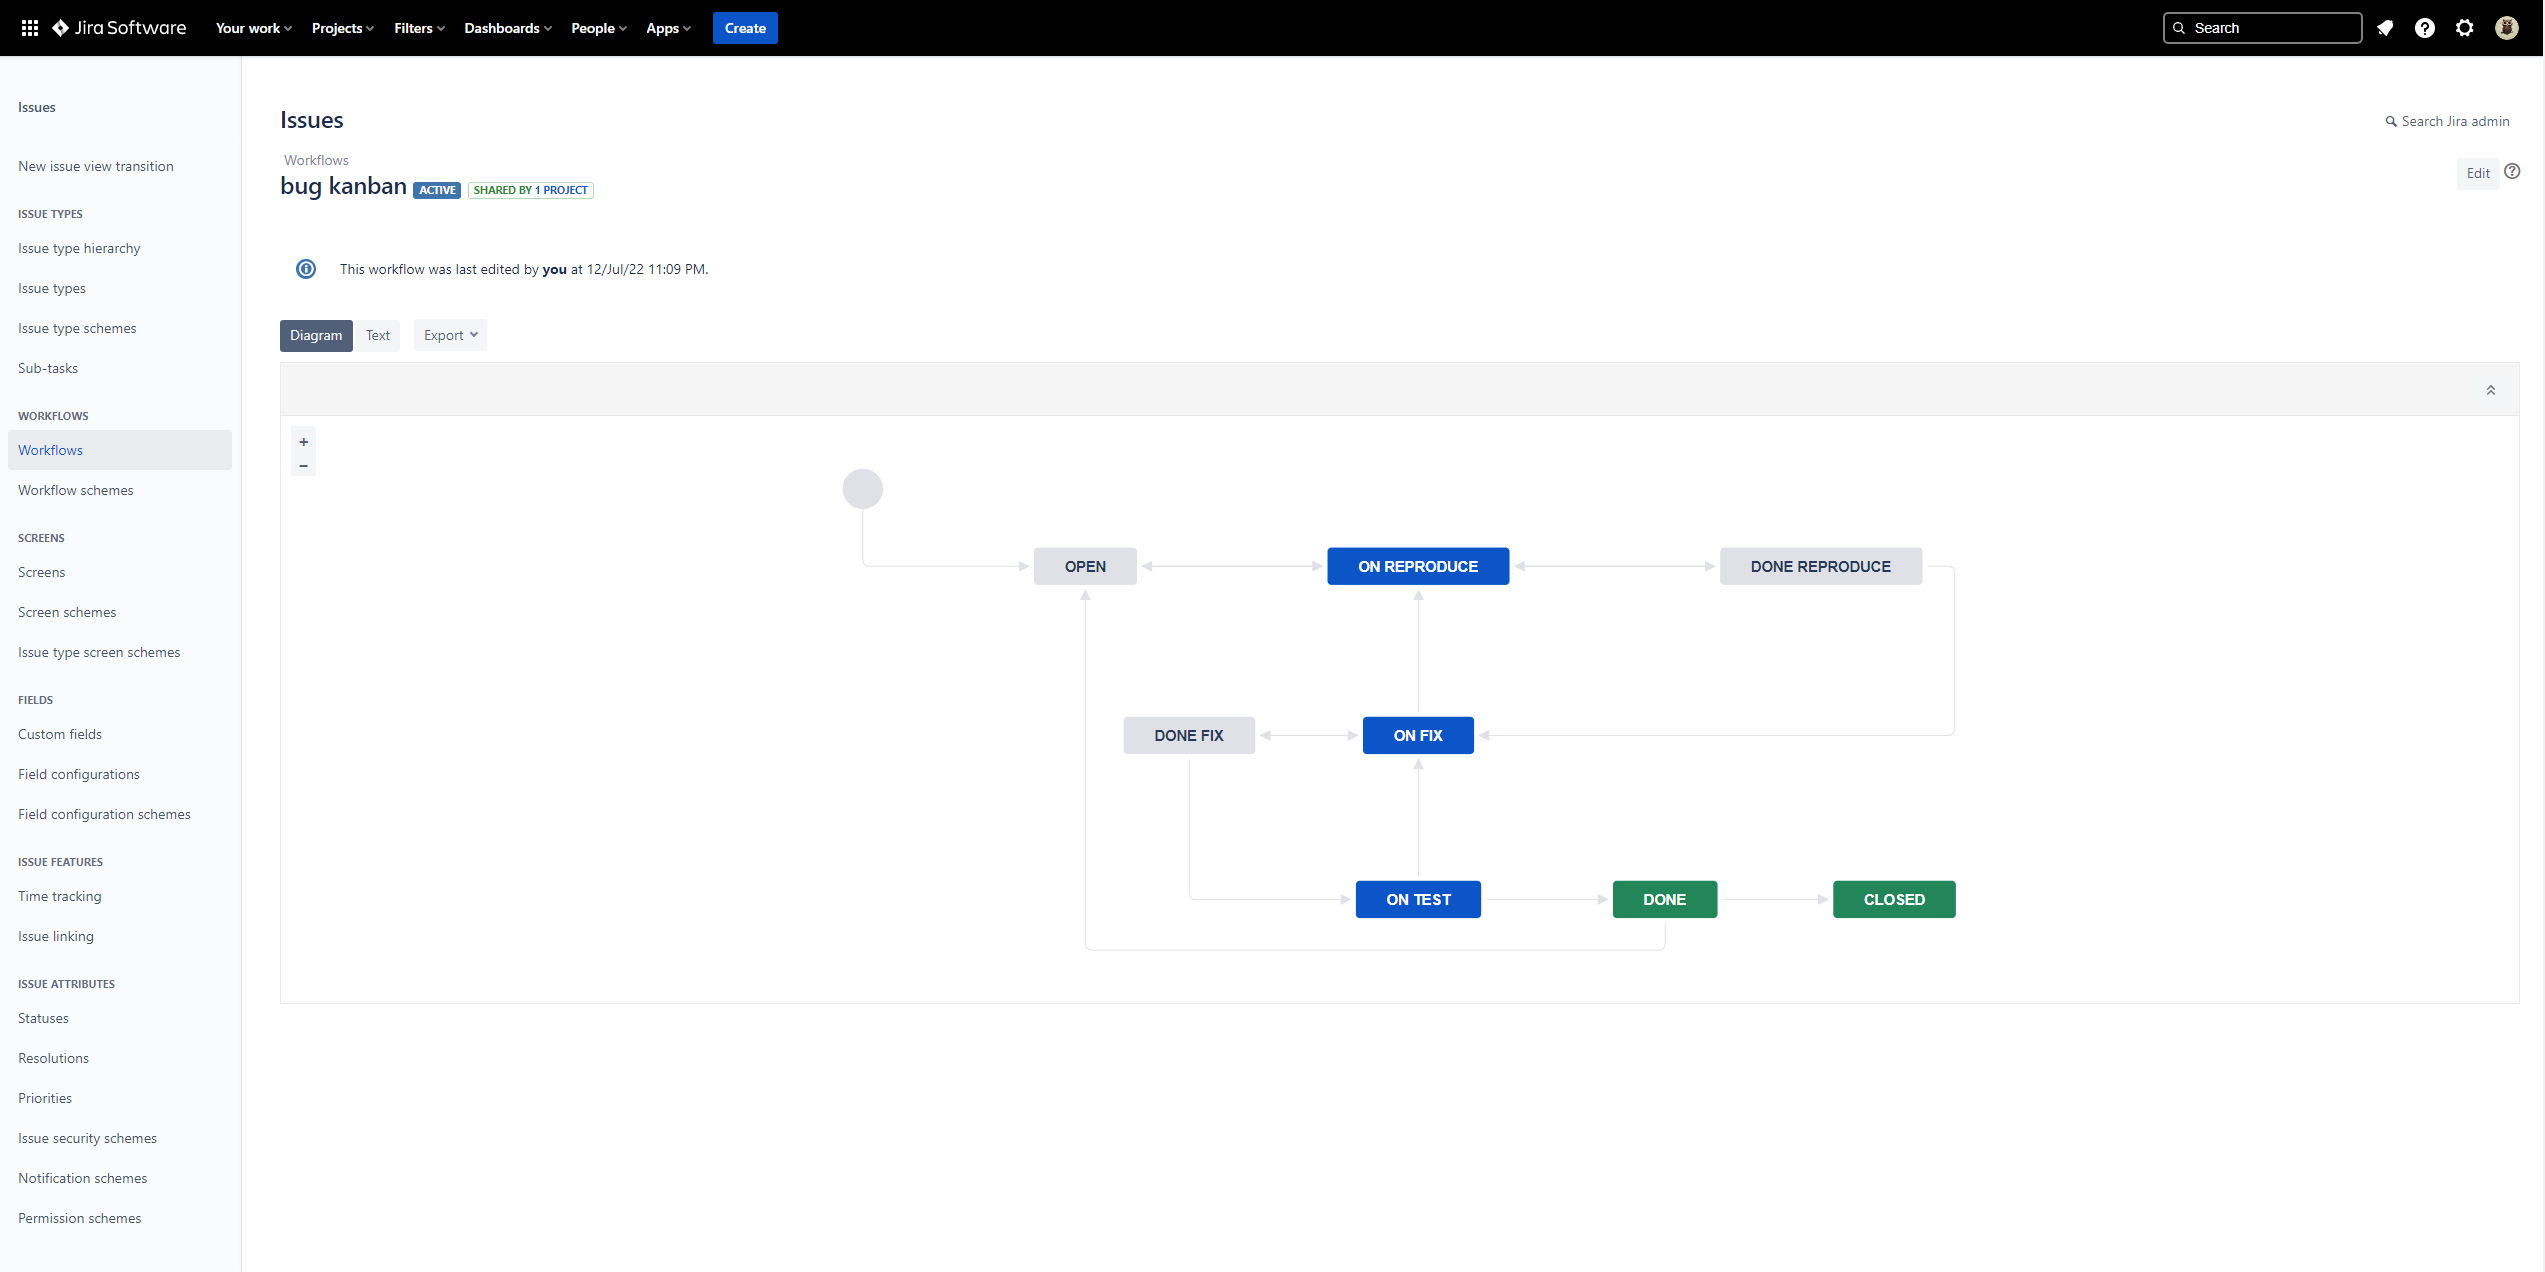 Jira Software
Your work
Projects
Filters
Dashboards
People
Apps
Create
Search
Issues
New issue view transition
ISSUE TYPES
Issue type hierarchy
Issue types
Issue type schemes
Sub-tasks
WORKFLOWS
Workflows
Workflow schemes
SCREENS
Screens
Screen schemes
Issue type screen schemes
FIELDS
Custom fields
Field configurations
Field configuration schemes
ISSUE FEATURES
Time tracking
Issue linking
ISSUE ATTRIBUTES
Statuses
Resolutions
Priorities
Issue security schemes
Notification schemes
Permission schemes
Issues
Search Jira admin
Workflows
bug kanban ACTIVE SHARED BY 1 PROJECT
Edit
This workflow was last edited by you at 12/Jul/22 11:09 PM.
Diagram
Text
Export
+
−
OPEN
ON REPRODUCE
DONE REPRODUCE
DONE FIX
ON FIX
ON TEST
DONE
CLOSED